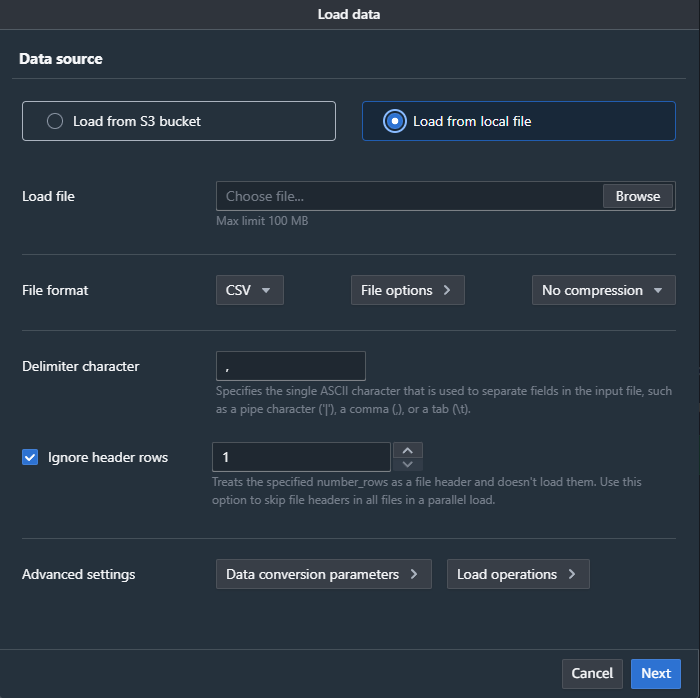 Load data
Data source
Load from S3 bucket
Load from local file
Load file
Choose file...
Browse
Max limit 100 MB
File format
CSV
File options
No compression
Delimiter character
,
Specifies the single ASCII character that is used to separate fields in the input file, such
as a pipe character ('|'), a comma (,), or a tab (\t).
Ignore header rows
1
Treats the specified number_rows as a file header and doesn't load them. Use this
option to skip file headers in all files in a parallel load.
Advanced settings
Data conversion parameters
Load operations
Cancel
Next